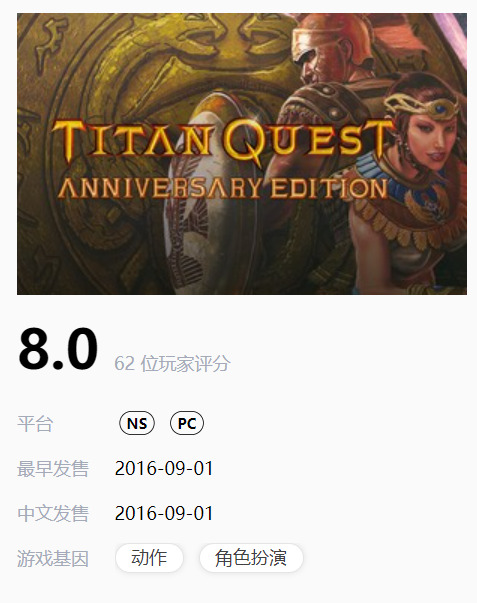 TITAN QUEST
ANNIVERSARY EDITION
8.0 62 位玩家评分
平台 NS PC
最早发售 2016-09-01
中文发售 2016-09-01
游戏基因 动作 角色扮演